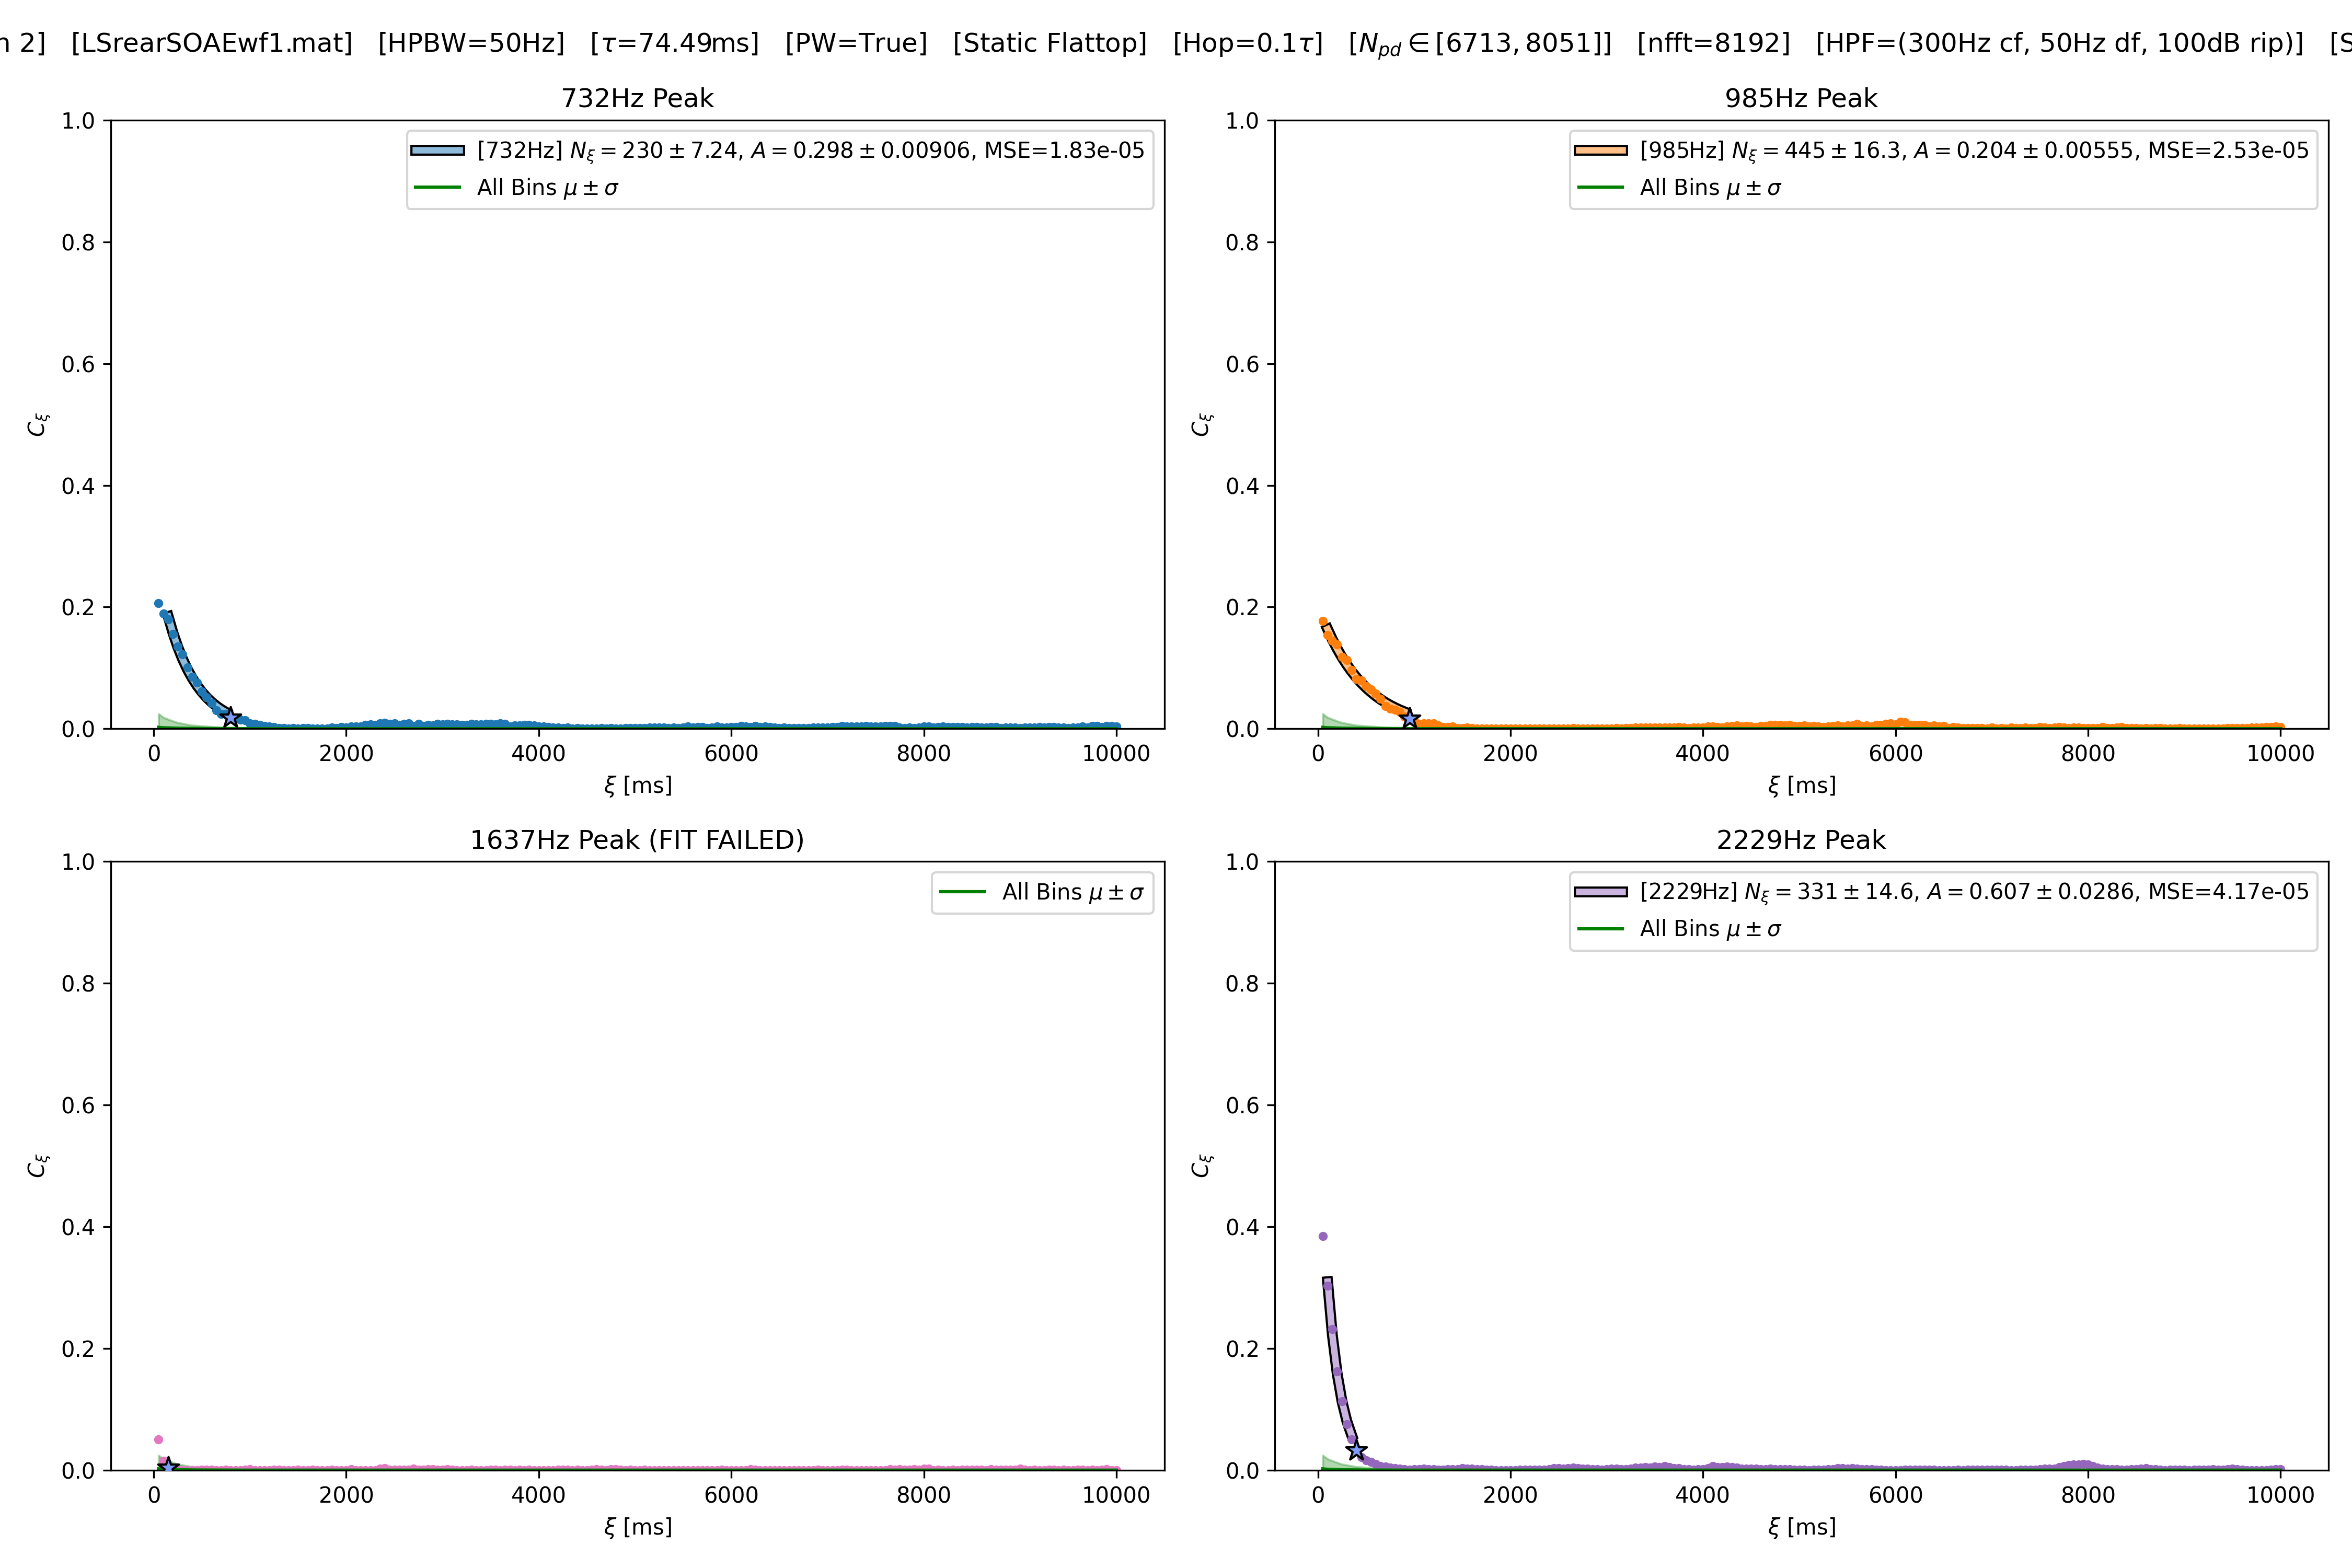 n 2] [LSrearSOAEwf1.mat] [HPBW=50Hz] [τ=74.49ms] [PW=True] [Static Flattop] [Hop=0.1τ] [N_pd ∈ [6713, 8051]] [nfft=8192] [HPF=(300Hz cf, 50Hz df, 100dB rip)] [S
732Hz Peak
1.0
0.8
0.6
0.4
0.2
0.0
C_ξ
[732Hz] N_ξ = 230 ± 7.24, A = 0.298 ± 0.00906, MSE=1.83e-05
All Bins μ ± σ
0 2000 4000 6000 8000 10000
ξ [ms]
985Hz Peak
1.0
0.8
0.6
0.4
0.2
0.0
C_ξ
[985Hz] N_ξ = 445 ± 16.3, A = 0.204 ± 0.00555, MSE=2.53e-05
All Bins μ ± σ
0 2000 4000 6000 8000 10000
ξ [ms]
1637Hz Peak (FIT FAILED)
1.0
0.8
0.6
0.4
0.2
0.0
C_ξ
All Bins μ ± σ
0 2000 4000 6000 8000 10000
ξ [ms]
2229Hz Peak
1.0
0.8
0.6
0.4
0.2
0.0
C_ξ
[2229Hz] N_ξ = 331 ± 14.6, A = 0.607 ± 0.0286, MSE=4.17e-05
All Bins μ ± σ
0 2000 4000 6000 8000 10000
ξ [ms]